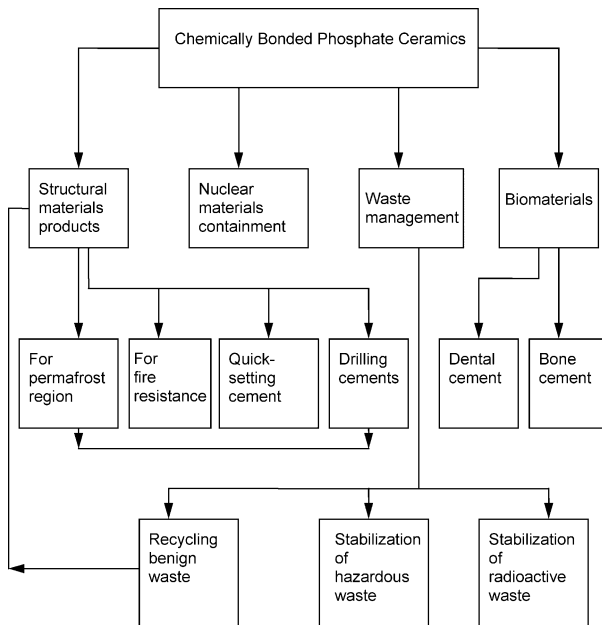 Chemically Bonded Phosphate Ceramics
Structural
materials
products
Nuclear
materials
containment
Waste
management
Biomaterials
For
permafrost
region
For
fire
resistance
Quick-
setting
cement
Drilling
cements
Dental
cement
Bone
cement
Recycling
benign
waste
Stabilization
of
hazardous
waste
Stabilization
of
radioactive
waste